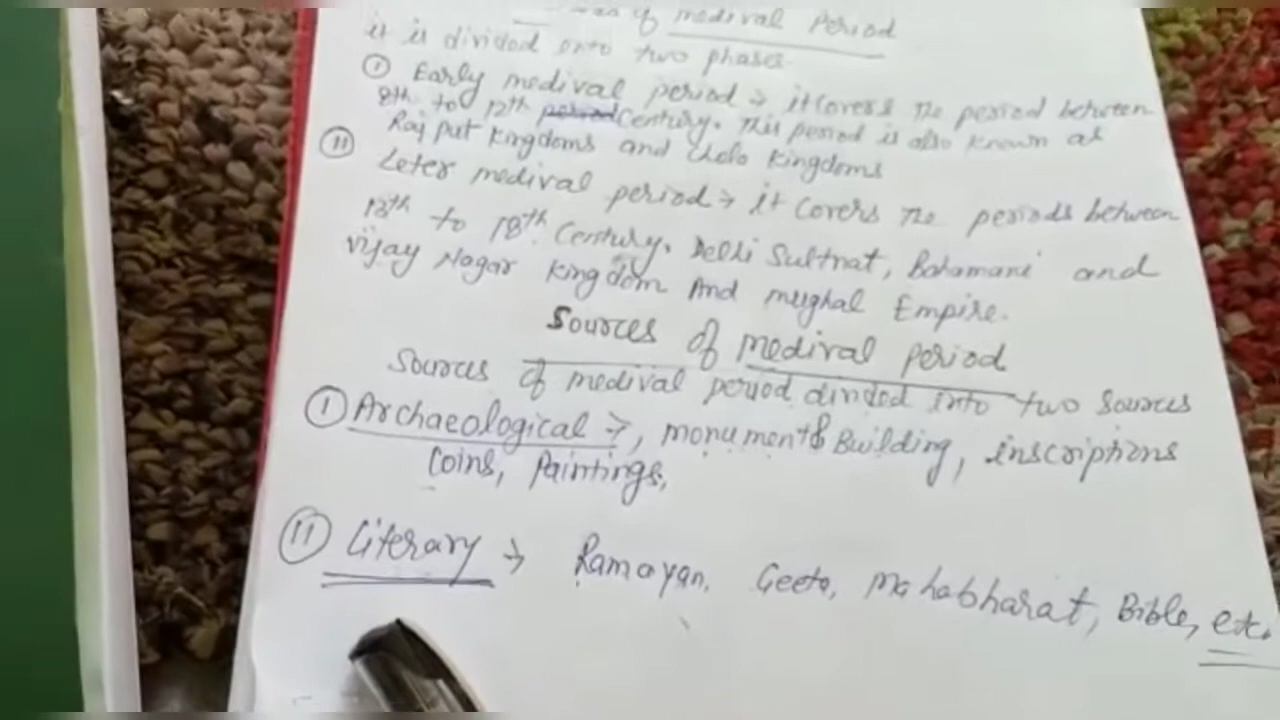 of medival Period
it is divided into two phases
① Early medival period → it covers The period between
8th to 12th Century. This period is also known as
Rajput kingdoms and Cholo kingdoms
⑪ Leter medival period → it Covers The periods between
13th to 18th Century. Delhi Sultnat, Bahamani and
Vijay Nagar kingdom And mughal Empire.
Sources of medival period
Sources of medival period divided into two Sources
① Archaeological →, monuments Building, inscriptions
Coins, Paintings,
⑪ Literary → Ramayan, Geeta, Mahabharat, Bible, etc.